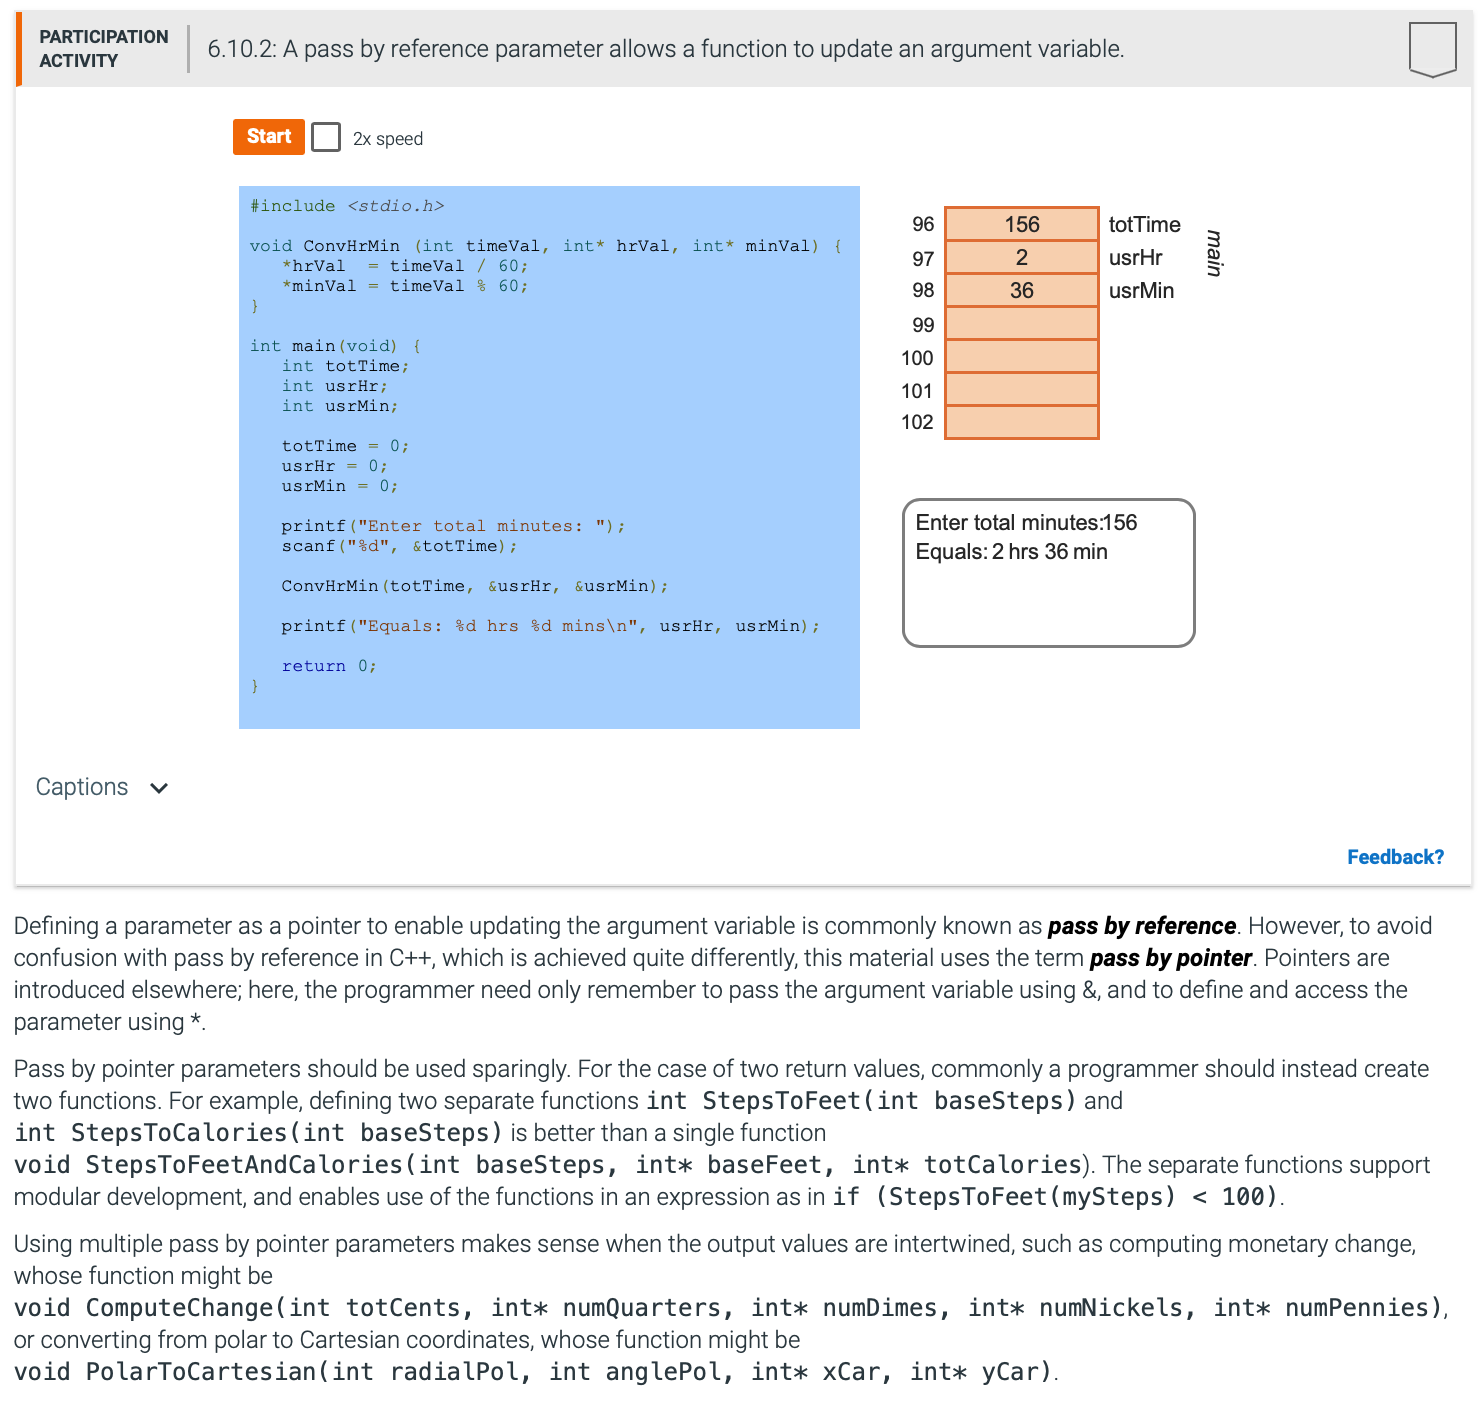 PARTICIPATION
ACTIVITY
6.10.2: A pass by reference parameter allows a function to update an argument variable.
Start
2x speed
#include <stdio.h>
void ConvHrMin (int timeVal, int* hrVal, int* minVal) {
   *hrVal  = timeVal / 60;
   *minVal = timeVal % 60;
}
int main(void) {
   int totTime;
   int usrHr;
   int usrMin;
   totTime = 0;
   usrHr = 0;
   usrMin = 0;
   printf("Enter total minutes: ");
   scanf("%d", &totTime);
   ConvHrMin(totTime, &usrHr, &usrMin);
   printf("Equals: %d hrs %d mins\n", usrHr, usrMin);
   return 0;
}
96 156 totTime
97 2 usrHr
98 36 usrMin
main
99
100
101
102
Enter total minutes:156
Equals: 2 hrs 36 min
Captions
Feedback?
Defining a parameter as a pointer to enable updating the argument variable is commonly known as pass by reference. However, to avoid
confusion with pass by reference in C++, which is achieved quite differently, this material uses the term pass by pointer. Pointers are
introduced elsewhere; here, the programmer need only remember to pass the argument variable using &, and to define and access the
parameter using *.
Pass by pointer parameters should be used sparingly. For the case of two return values, commonly a programmer should instead create
two functions. For example, defining two separate functions int StepsToFeet(int baseSteps) and
int StepsToCalories(int baseSteps) is better than a single function
void StepsToFeetAndCalories(int baseSteps, int* baseFeet, int* totCalories). The separate functions support
modular development, and enables use of the functions in an expression as in if (StepsToFeet(mySteps) < 100).
Using multiple pass by pointer parameters makes sense when the output values are intertwined, such as computing monetary change,
whose function might be
void ComputeChange(int totCents, int* numQuarters, int* numDimes, int* numNickels, int* numPennies),
or converting from polar to Cartesian coordinates, whose function might be
void PolarToCartesian(int radialPol, int anglePol, int* xCar, int* yCar).